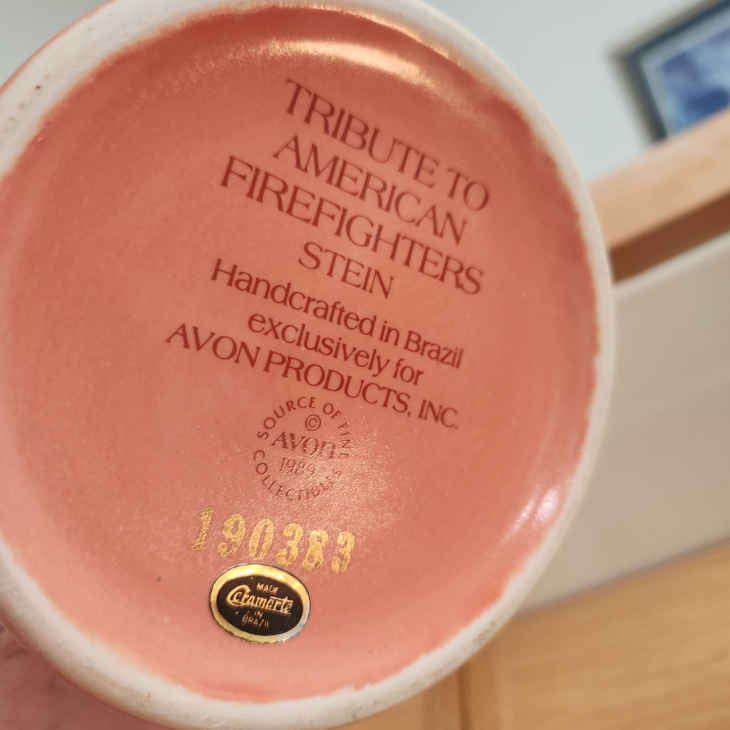 TRIBUTE TO
AMERICAN
FIREFIGHTERS
STEIN
Handcrafted in Brazil
exclusively for
AVON PRODUCTS, INC.
SOURCE OF FINE
©
AVON
1989
COLLECTIBLES
190383
MADE
Ceramarte
IN
BRAZIL